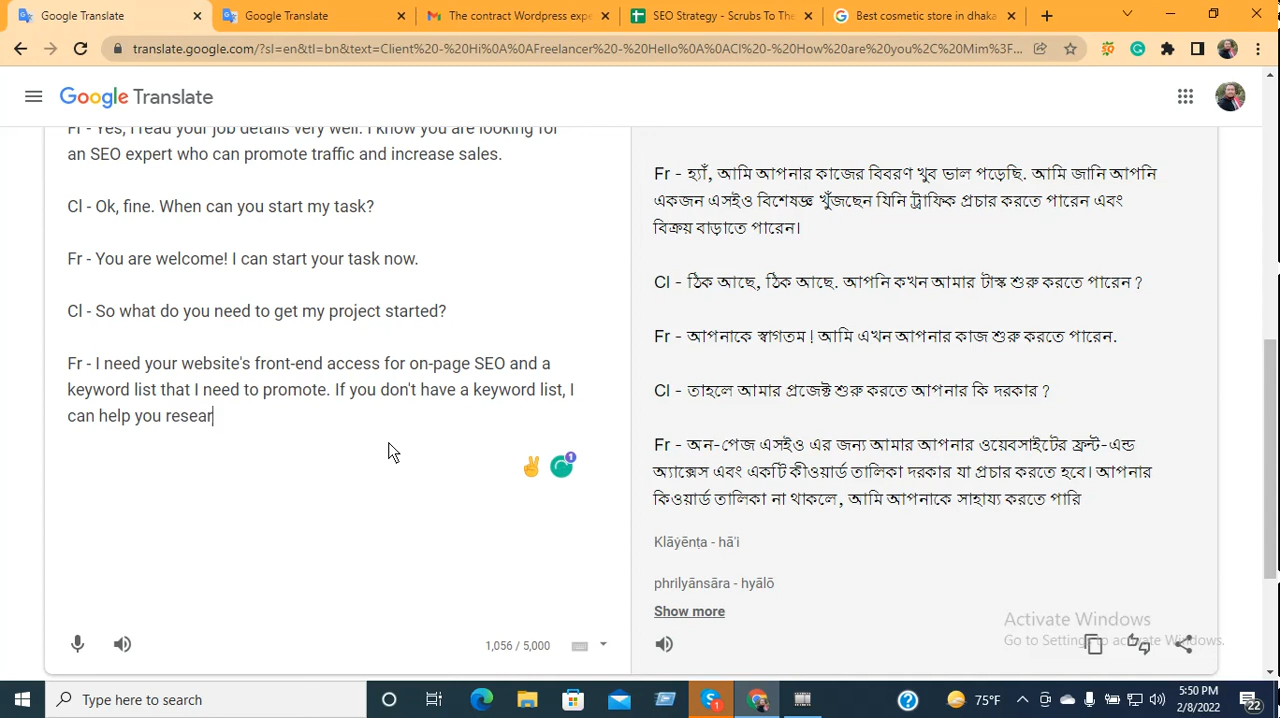 Google Translate
Google Translate
The contract Wordpress expe
SEO Strategy - Scrubs To The
Best cosmetic store in dhaka
translate.google.com/?sl=en&tl=bn&text=Client%20-%20Hi%0A%0AFreelancer%20-%20Hello%0A%0ACl%20-%20How%20are%20you%2C%20Mim%3F...
Google Translate
Fr - Yes, I read your job details very well. I know you are looking for
an SEO expert who can promote traffic and increase sales.
Cl - Ok, fine. When can you start my task?
Fr - You are welcome! I can start your task now.
Cl - So what do you need to get my project started?
Fr - I need your website's front-end access for on-page SEO and a
keyword list that I need to promote. If you don't have a keyword list, I
can help you resear
1
1,056 / 5,000
Fr - হ্যাঁ, আমি আপনার কাজের বিবরণ খুব ভাল পড়েছি. আমি জানি আপনি
একজন এসইও বিশেষজ্ঞ খুঁজছেন যিনি ট্রাফিক প্রচার করতে পারেন এবং
বিক্রয় বাড়াতে পারেন।
Cl - ঠিক আছে, ঠিক আছে. আপনি কখন আমার টাস্ক শুরু করতে পারেন?
Fr - আপনাকে স্বাগতম! আমি এখন আপনার কাজ শুরু করতে পারেন.
Cl - তাহলে আমার প্রজেক্ট শুরু করতে আপনার কি দরকার?
Fr - অন-পেজ এসইও এর জন্য আমার আপনার ওয়েবসাইটের ফ্রন্ট-এন্ড
অ্যাক্সেস এবং একটি কীওয়ার্ড তালিকা দরকার যা প্রচার করতে হবে। আপনার
কিওয়ার্ড তালিকা না থাকলে, আমি আপনাকে সাহায্য করতে পারি
Klāẏēnṭa - hā'i
phrilyānsāra - hyālō
Show more
Activate Windows
Go to Settings to activate Windows.
Type here to search
1
75°F
5:50 PM
2/8/2022
22